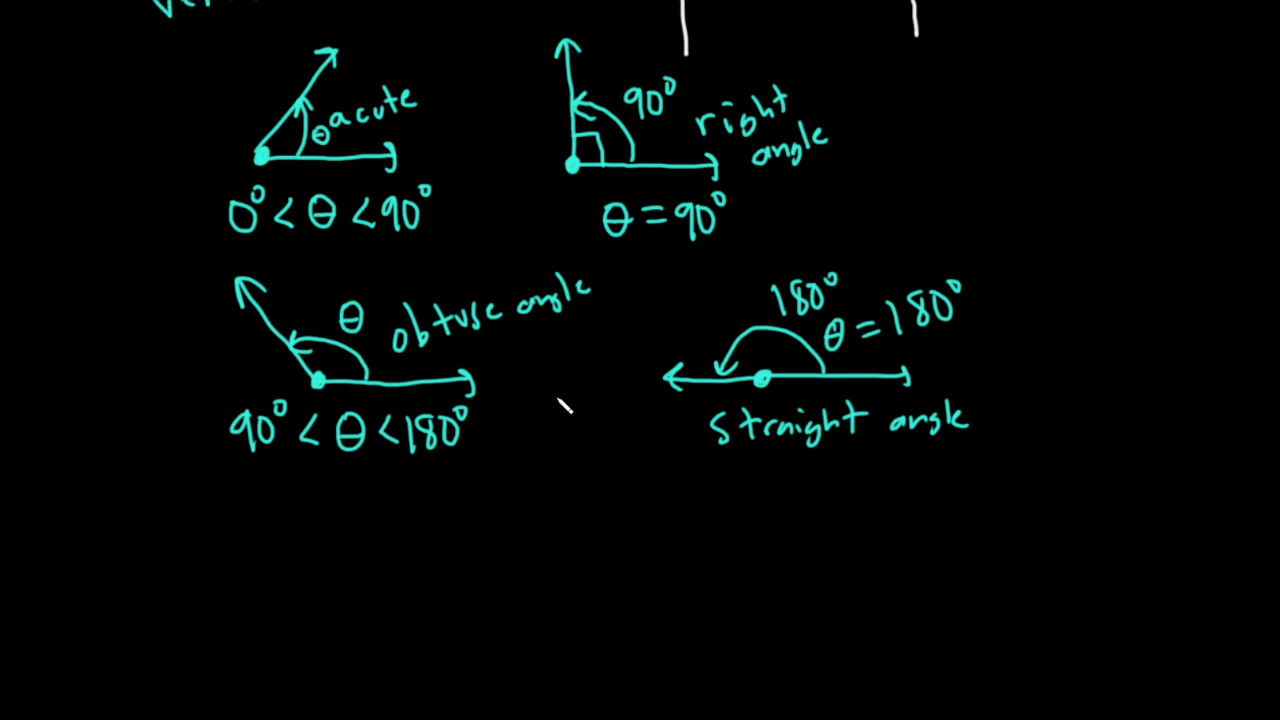 θ acute
0° < θ < 90°
90° right
angle
θ = 90°
θ obtuse angle
90° < θ < 180°
180°
θ = 180°
straight angle